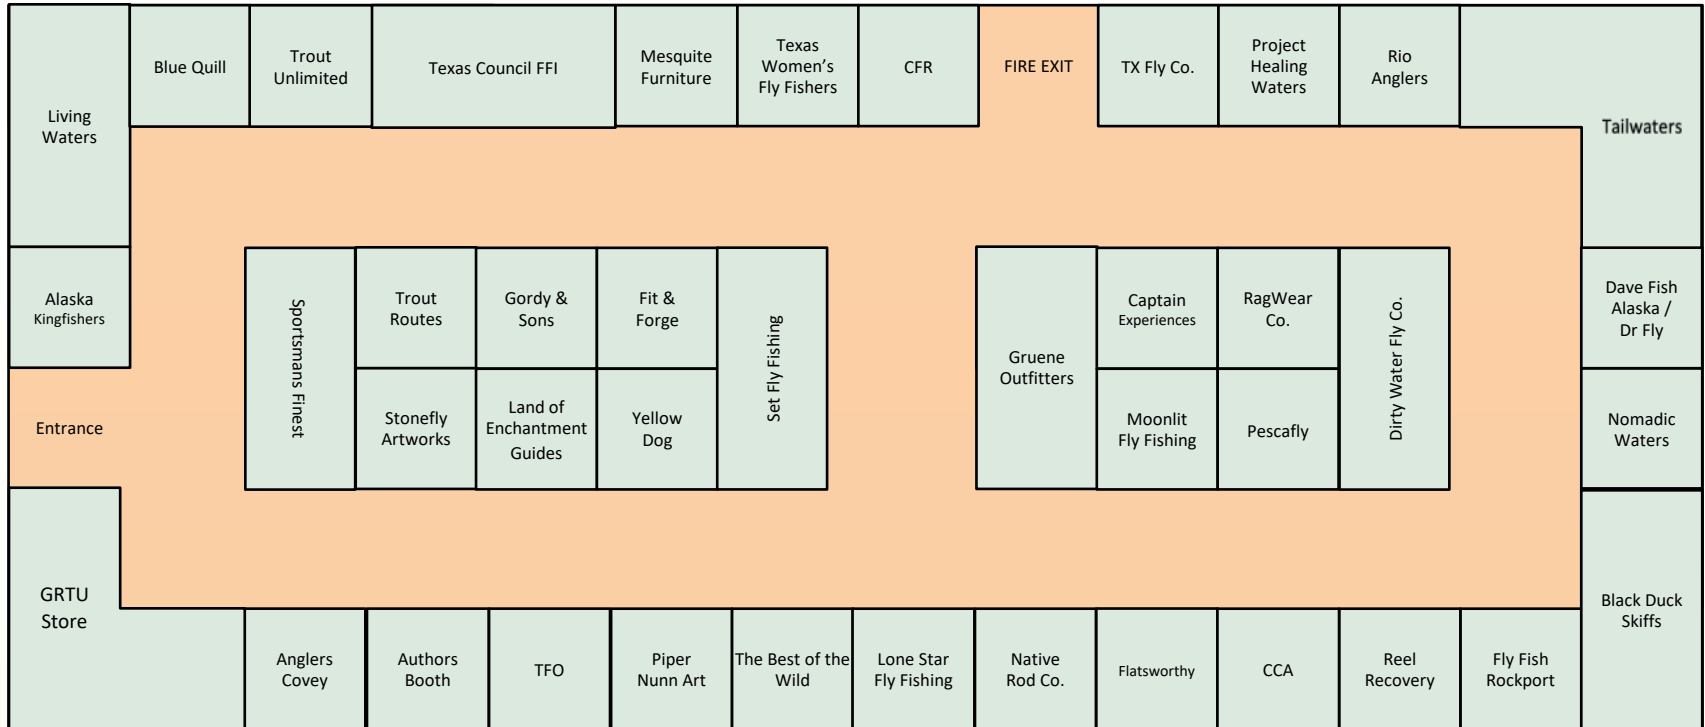 Living
Waters
Blue Quill
Trout
Unlimited
Texas Council FFI
Mesquite
Furniture
Texas
Women's
Fly Fishers
CFR
FIRE EXIT
TX Fly Co.
Project
Healing
Waters
Rio
Anglers
Tailwaters
Alaska
Kingfishers
Sportsmans Finest
Trout
Routes
Gordy &
Sons
Fit &
Forge
Set Fly Fishing
Gruene
Outfitters
Captain
Experiences
RagWear
Co.
Dirty Water Fly Co.
Dave Fish
Alaska /
Dr Fly
Entrance
Stonefly
Artworks
Land of
Enchantment
Guides
Yellow
Dog
Moonlit
Fly Fishing
Pescafly
Nomadic
Waters
GRTU
Store
Anglers
Covey
Authors
Booth
TFO
Piper
Nunn Art
The Best of the
Wild
Lone Star
Fly Fishing
Native
Rod Co.
Flatsworthy
CCA
Reel
Recovery
Fly Fish
Rockport
Black Duck
Skiffs